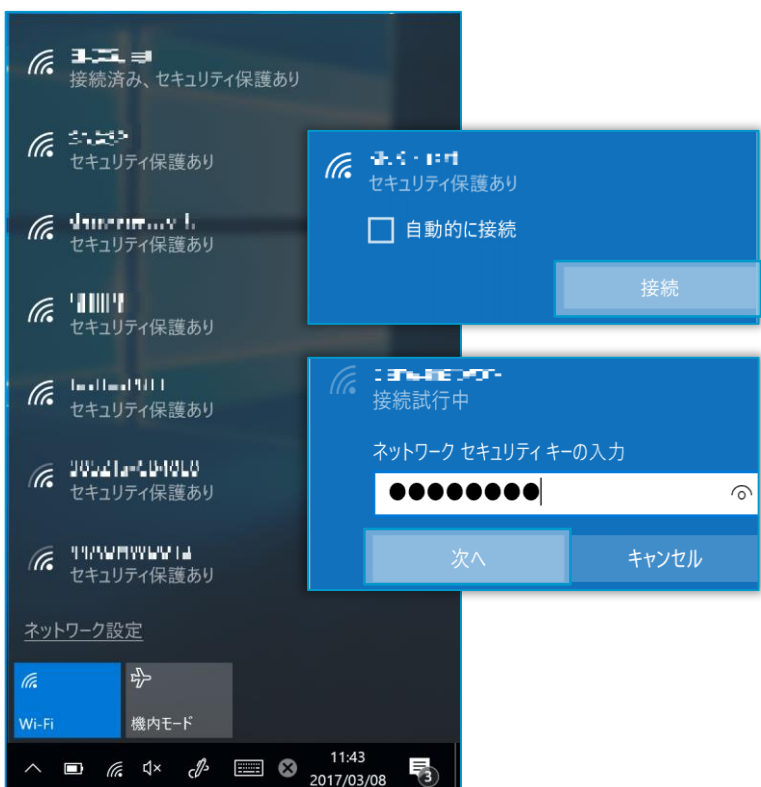 接続済み、セキュリティ保護あり
セキュリティ保護あり
セキュリティ保護あり
セキュリティ保護あり
セキュリティ保護あり
セキュリティ保護あり
セキュリティ保護あり
ネットワーク設定
Wi-Fi
機内モード
11:43
2017/03/08
3
セキュリティ保護あり
自動的に接続
接続
接続試行中
ネットワーク セキュリティ キーの入力
●●●●●●●●
次へ
キャンセル